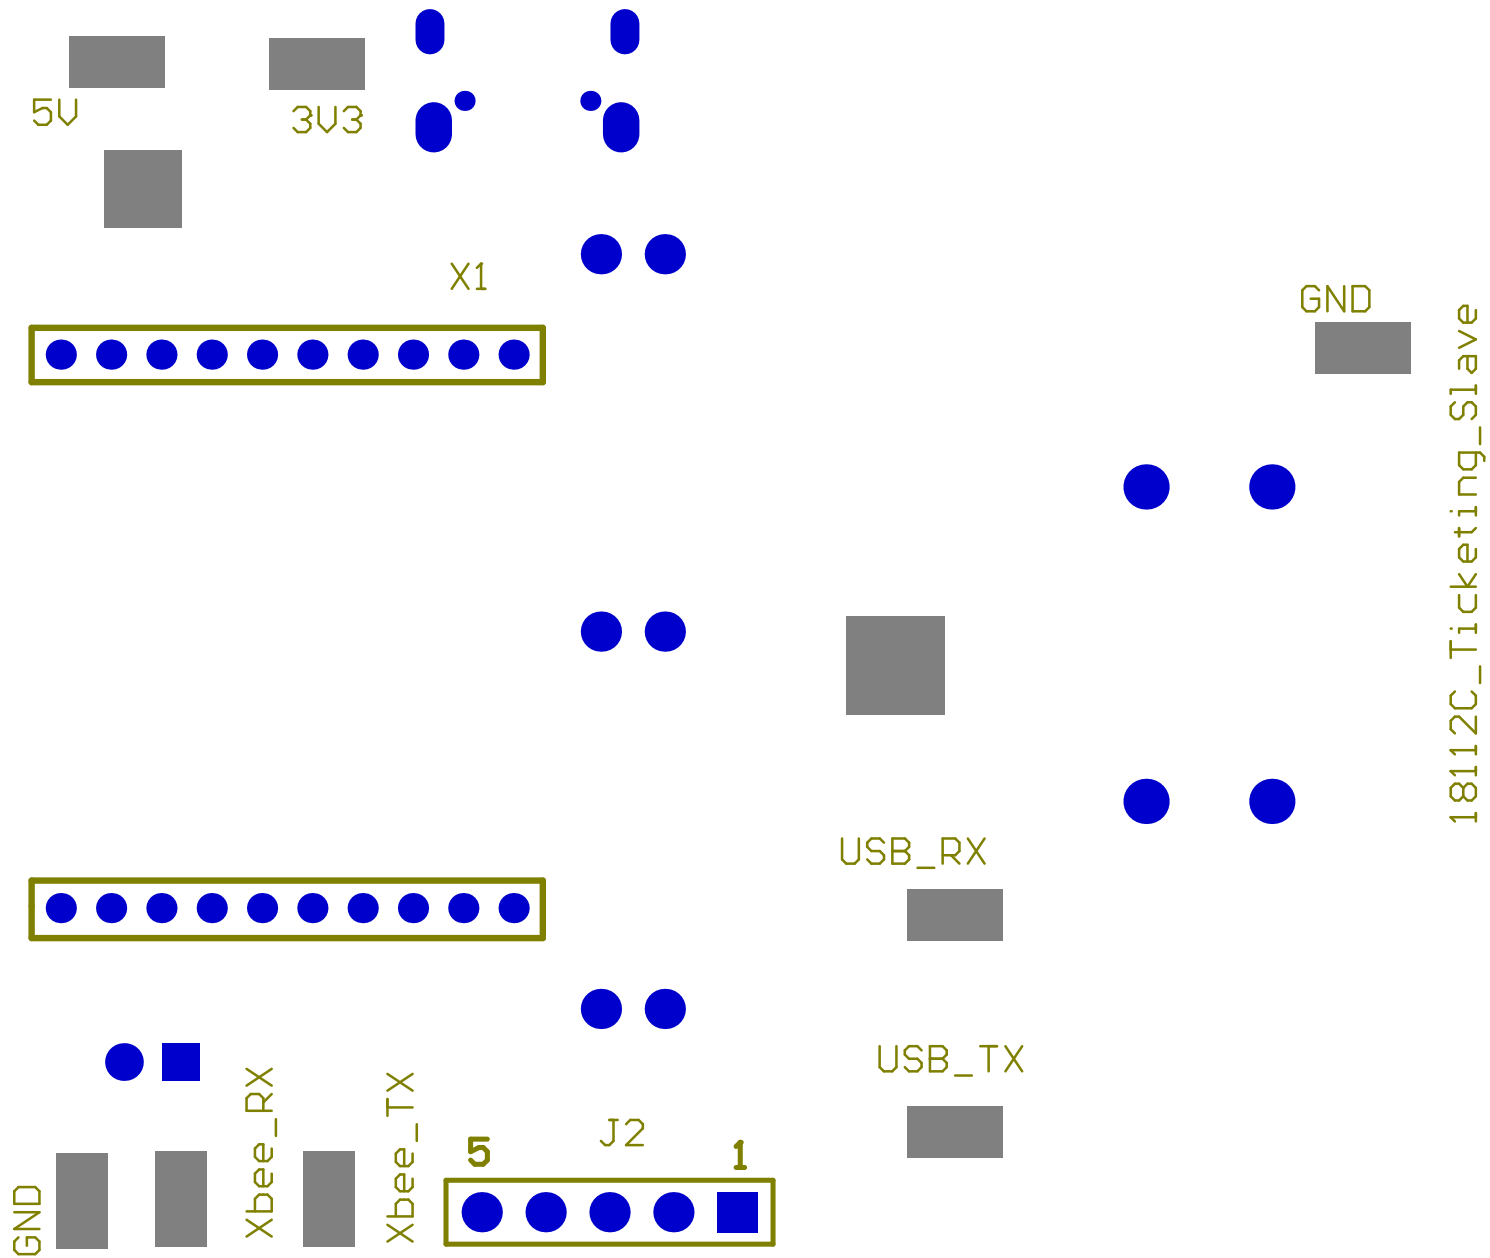 5V
3V3
X1
GND
18112C_Ticketing_Slave
USB_RX
USB_TX
Xbee_RX
Xbee_TX
J2
5
1
GND